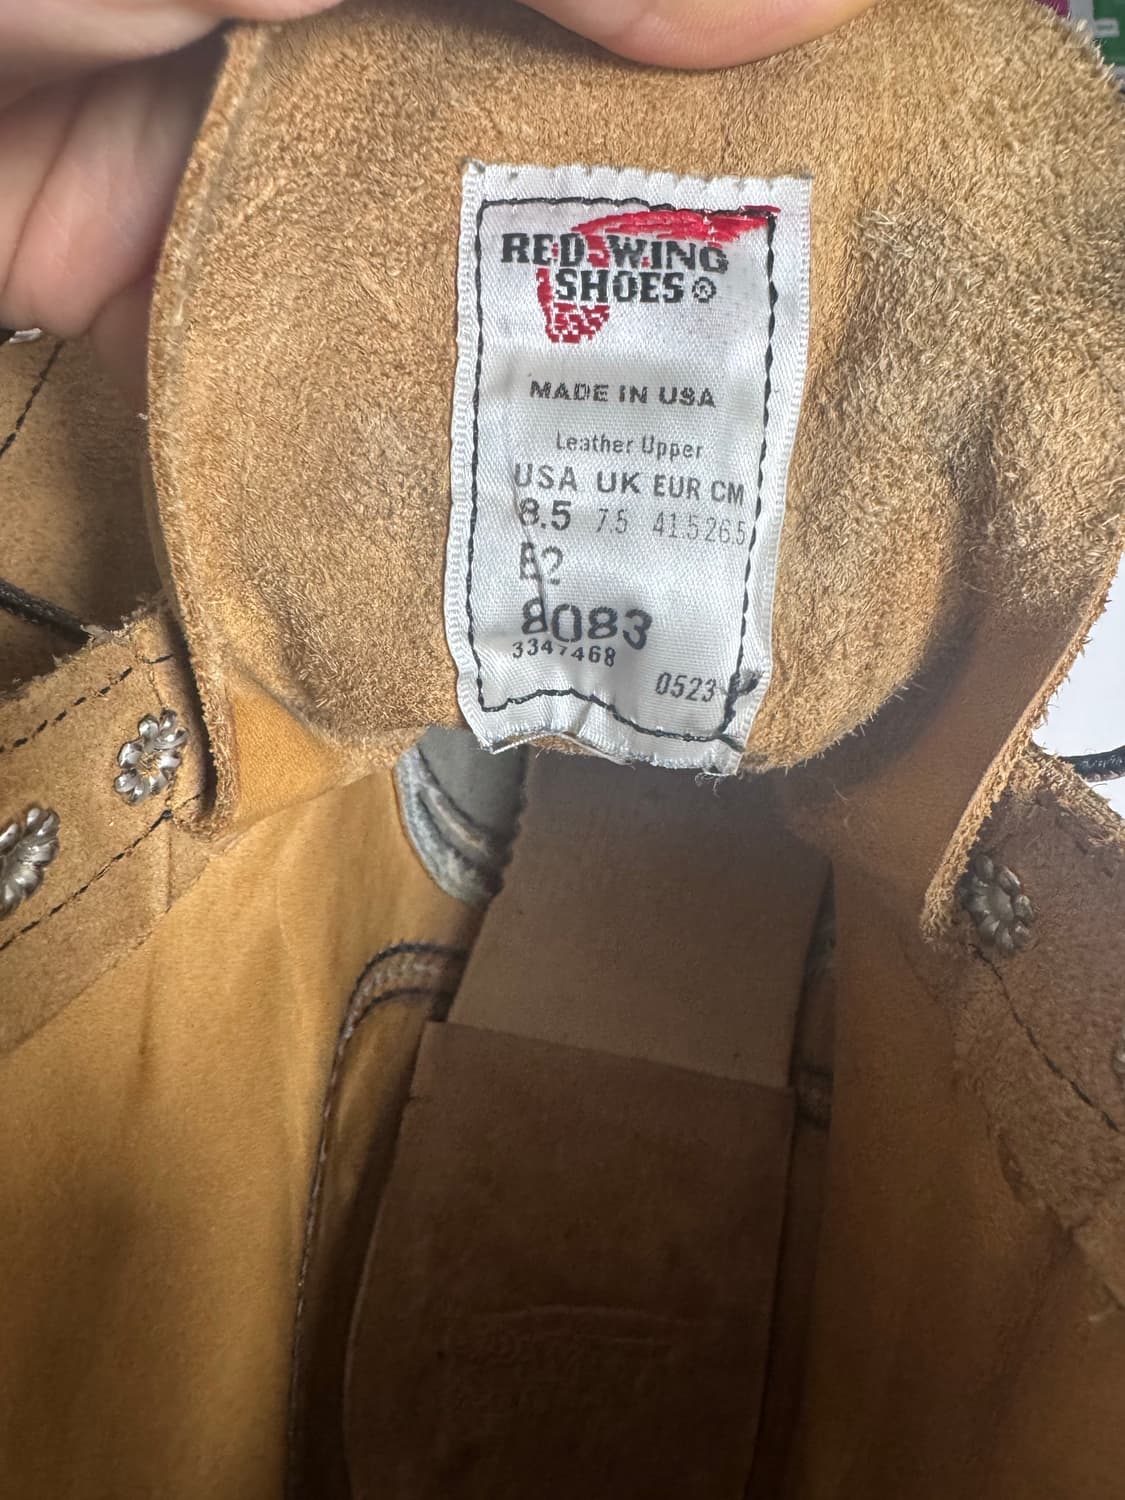 RED WING
SHOES®
MADE IN USA
Leather Upper
USA UK EUR CM
8.5 7.5 41.5 26.5
8083
3347468
0523